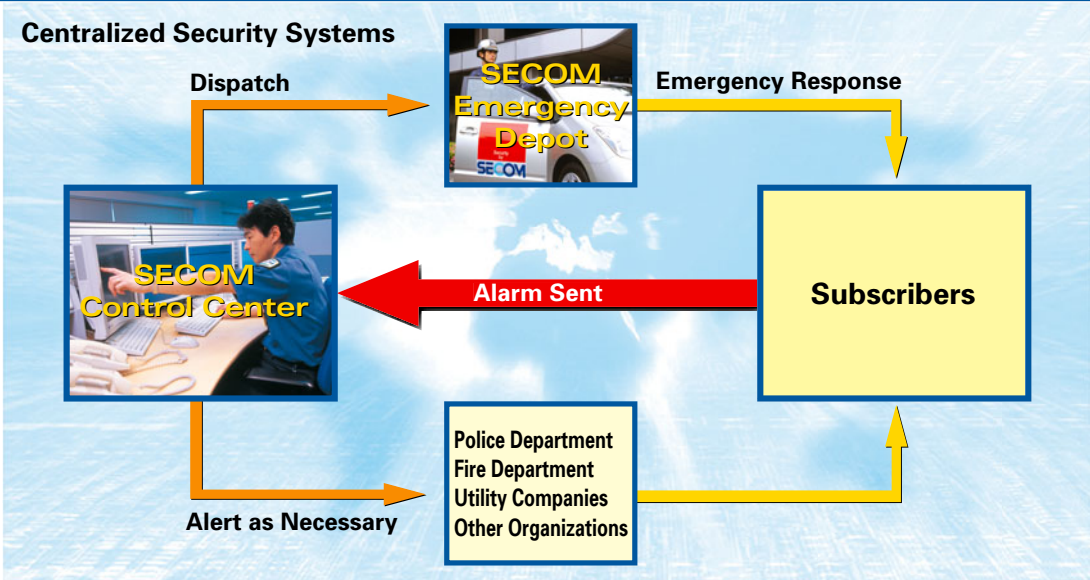 Centralized Security Systems
Dispatch
SECOM
Emergency
Depot
Emergency Response
SECOM
SECOM
Control Center
Alarm Sent
Subscribers
Police Department
Fire Department
Utility Companies
Other Organizations
Alert as Necessary